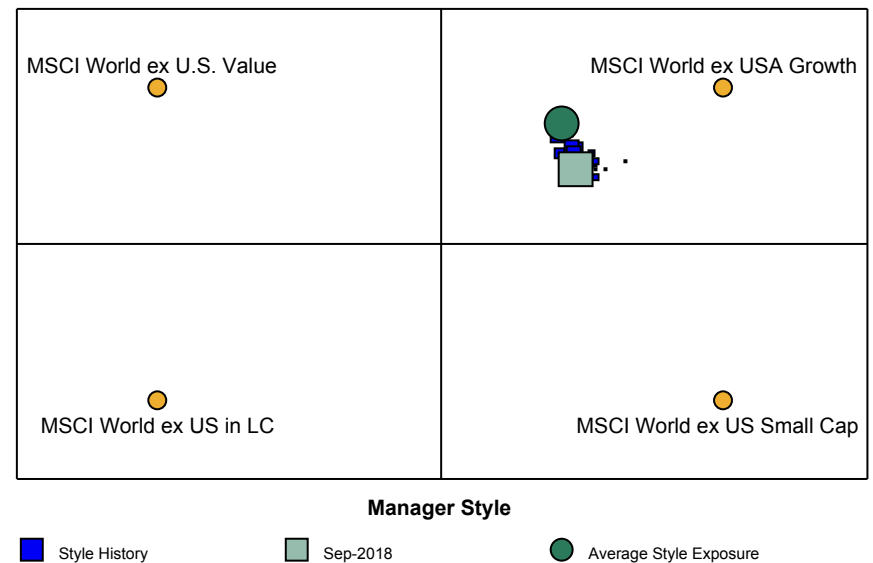 MSCI World ex U.S. Value
MSCI World ex USA Growth
MSCI World ex US in LC
MSCI World ex US Small Cap
Manager Style
Style History
Sep-2018
Average Style Exposure